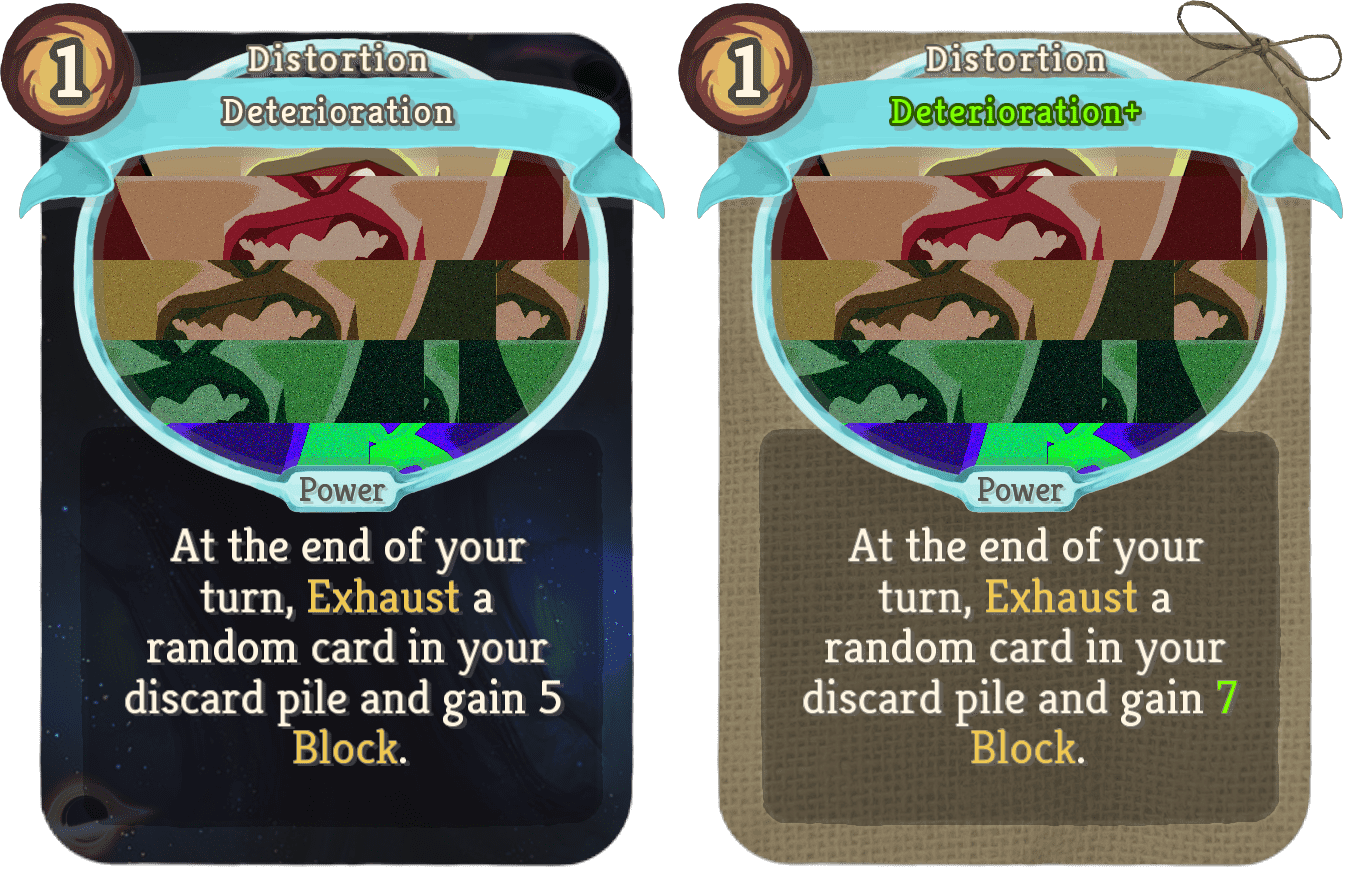 1
Distortion
Deterioration
Power
At the end of your
turn, Exhaust a
random card in your
discard pile and gain 5
Block.
1
Distortion
Deterioration+
Power
At the end of your
turn, Exhaust a
random card in your
discard pile and gain 7
Block.